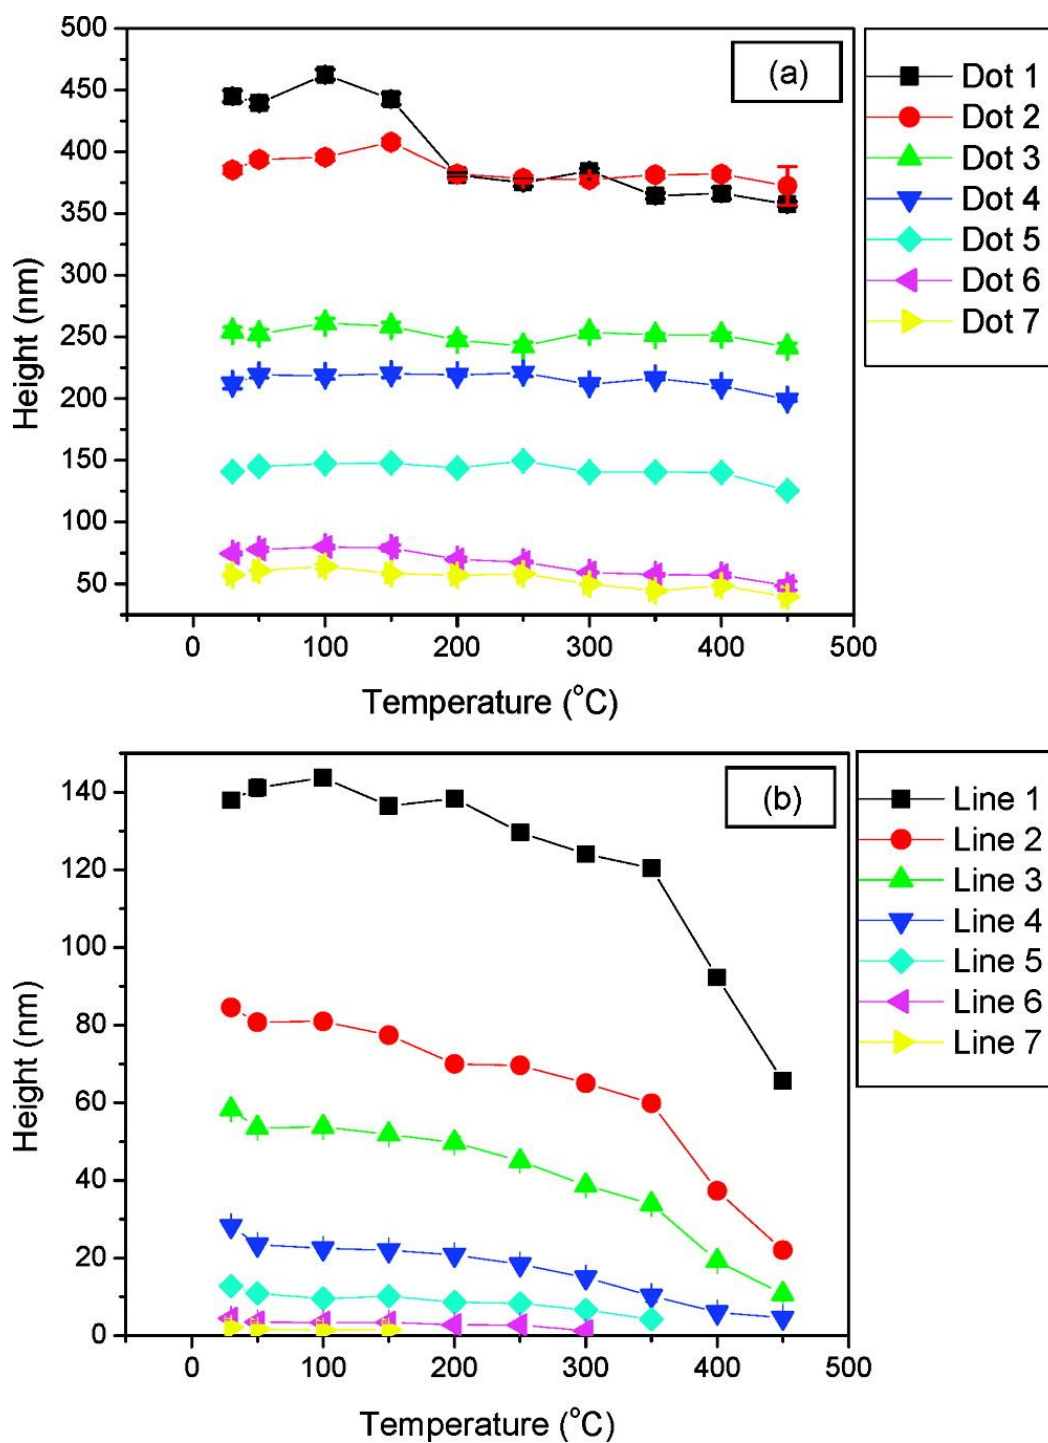 500
450
400
350
300
250
200
150
100
50
Height (nm)
0
100
200
300
400
500
Temperature (°C)
(a)
Dot 1
Dot 2
Dot 3
Dot 4
Dot 5
Dot 6
Dot 7
140
120
100
80
60
40
20
0
Height (nm)
0
100
200
300
400
500
Temperature (°C)
(b)
Line 1
Line 2
Line 3
Line 4
Line 5
Line 6
Line 7